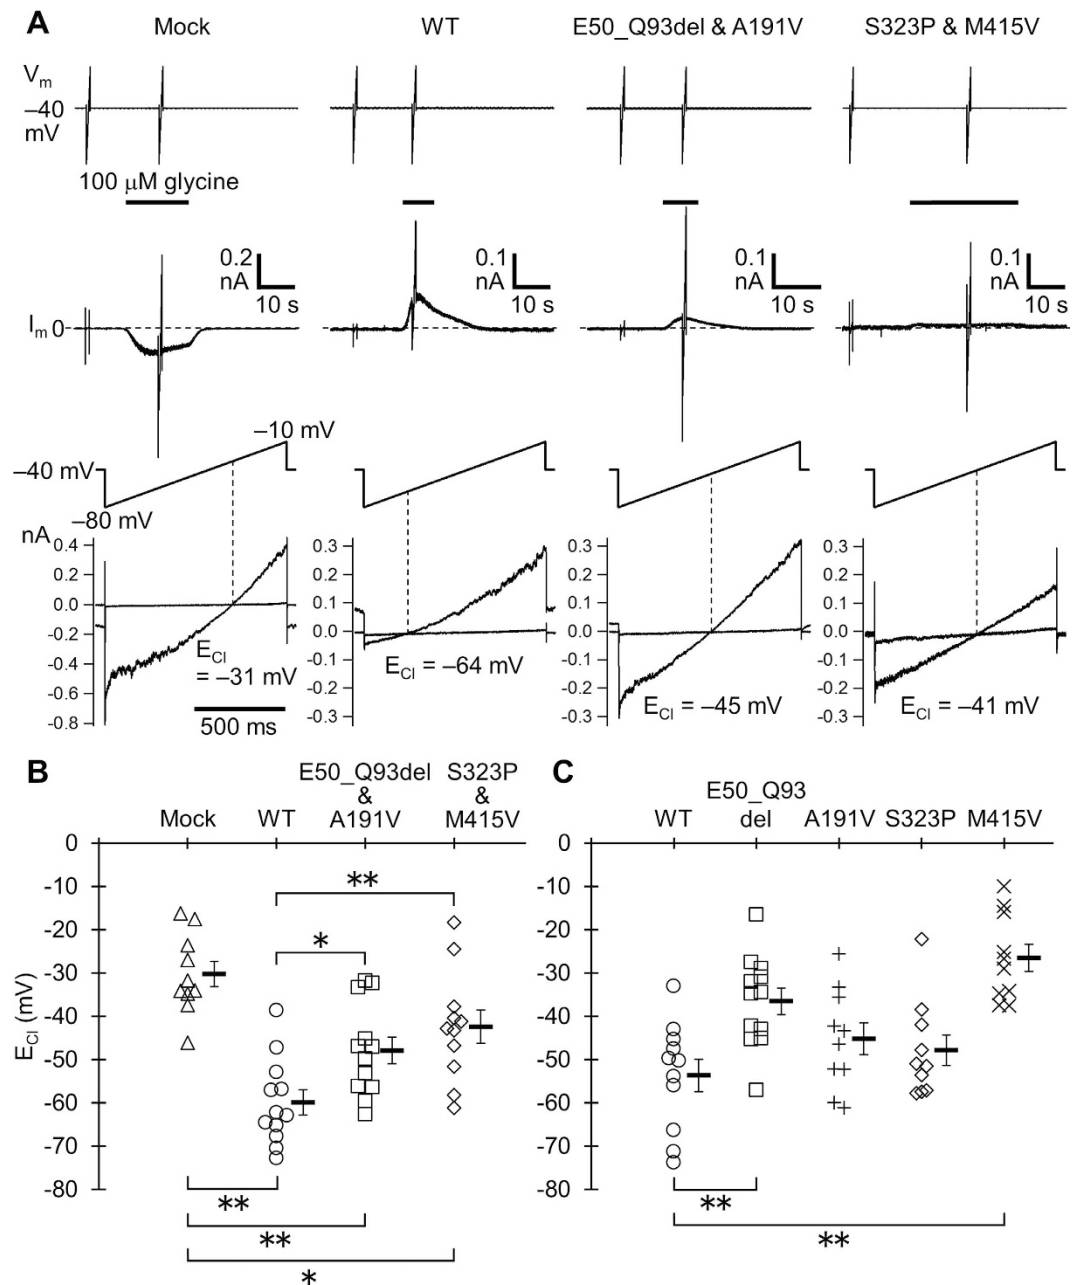 A
Mock WT E50_Q93del & A191V S323P & M415V
Vm
–40
mV
100 μM glycine
0.2 0.1 0.1 0.1
nA nA nA nA
10 s 10 s 10 s 10 s
Im 0
–10 mV
–40 mV
–80 mV
nA
0.4 0.3 0.3 0.3
0.2 0.2 0.2 0.2
0.1 0.1 0.1
0.0 0.0 0.0 0.0
-0.2 -0.1 -0.1 -0.1
-0.4 -0.2 -0.2 -0.2
-0.6 -0.3 -0.3 -0.3
-0.8
ECl
= –31 mV
ECl = –64 mV
ECl = –45 mV
ECl = –41 mV
500 ms
B
Mock WT E50_Q93del
&
A191V
S323P
&
M415V
0
-10
-20
-30
-40
-50
-60
-70
-80
ECl (mV)
**
*
**
**
*
C
WT E50_Q93
del
A191V S323P M415V
0
-10
-20
-30
-40
-50
-60
-70
-80
**
**